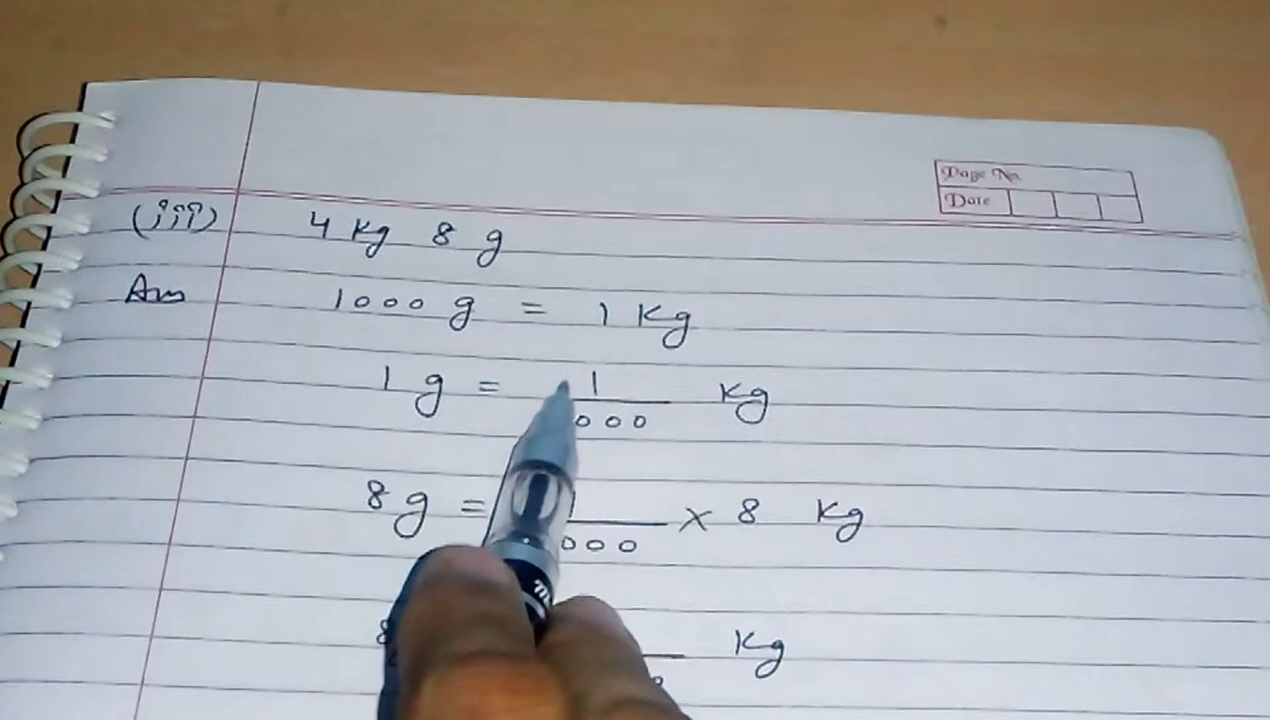 Page No.
Date
(iii) 4 kg 8 g
Ans 1000 g = 1 Kg
1 g = 1/000 kg
8 g = /000 × 8 Kg
Kg